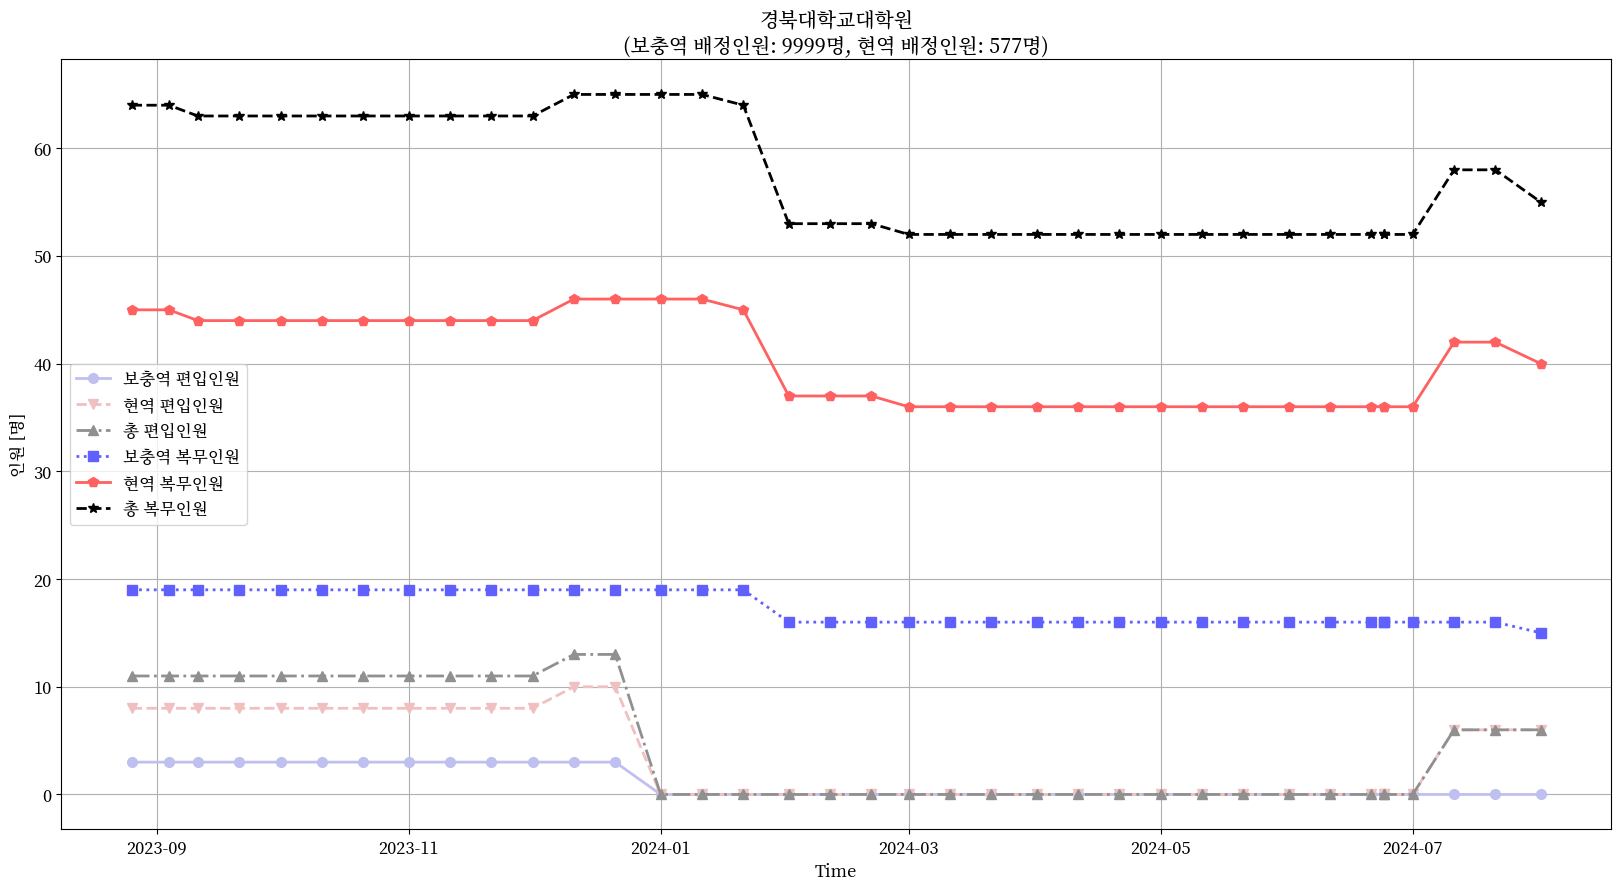 경북대학교대학원
(보충역 배정인원: 9999명, 현역 배정인원: 577명)
인원 [명]
60
50
40
30
20
10
0
보충역 편입인원
현역 편입인원
총 편입인원
보충역 복무인원
현역 복무인원
총 복무인원
2023-09
2023-11
2024-01
2024-03
2024-05
2024-07
Time